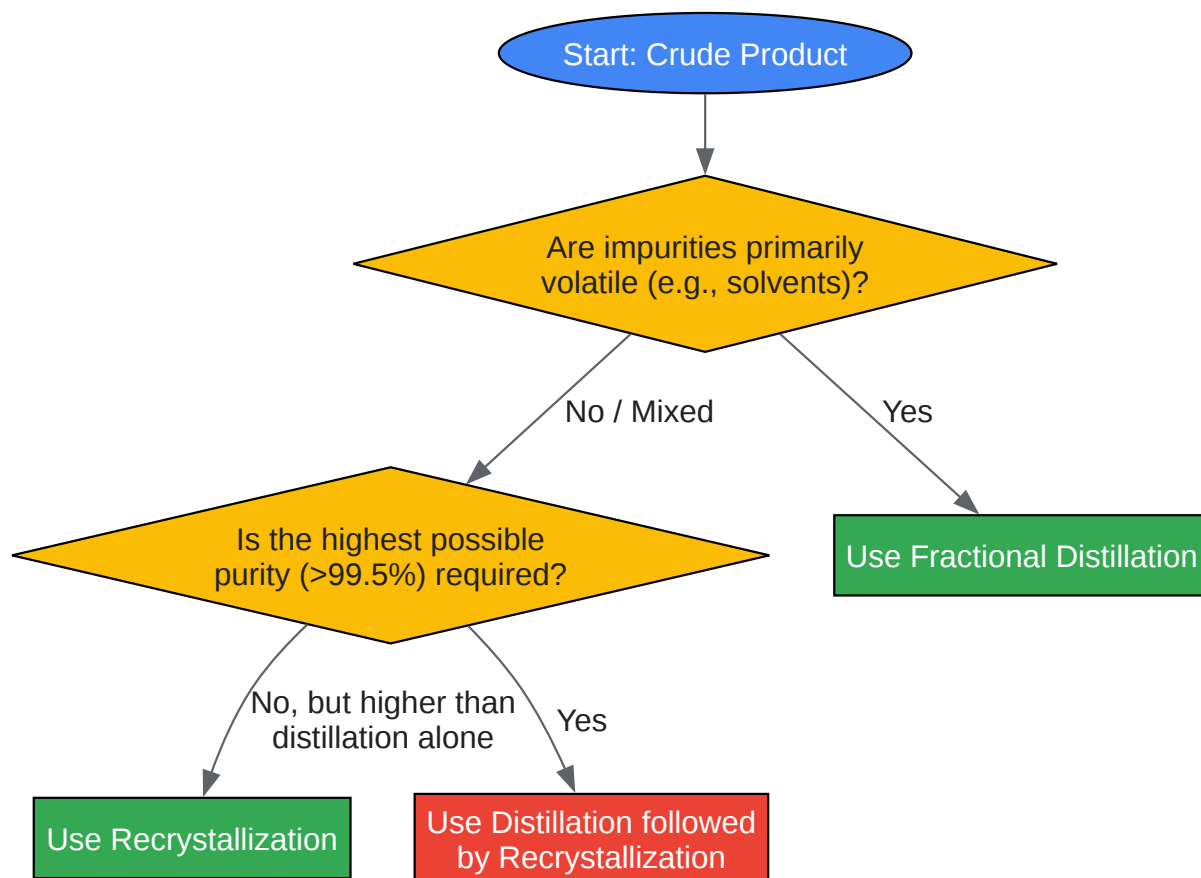 Start: Crude Product
Are impurities primarily
volatile (e.g., solvents)?
No / Mixed
Yes
Is the highest possible
purity (>99.5%) required?
Use Fractional Distillation
No, but higher than
distillation alone
Yes
Use Recrystallization
Use Distillation followed
by Recrystallization